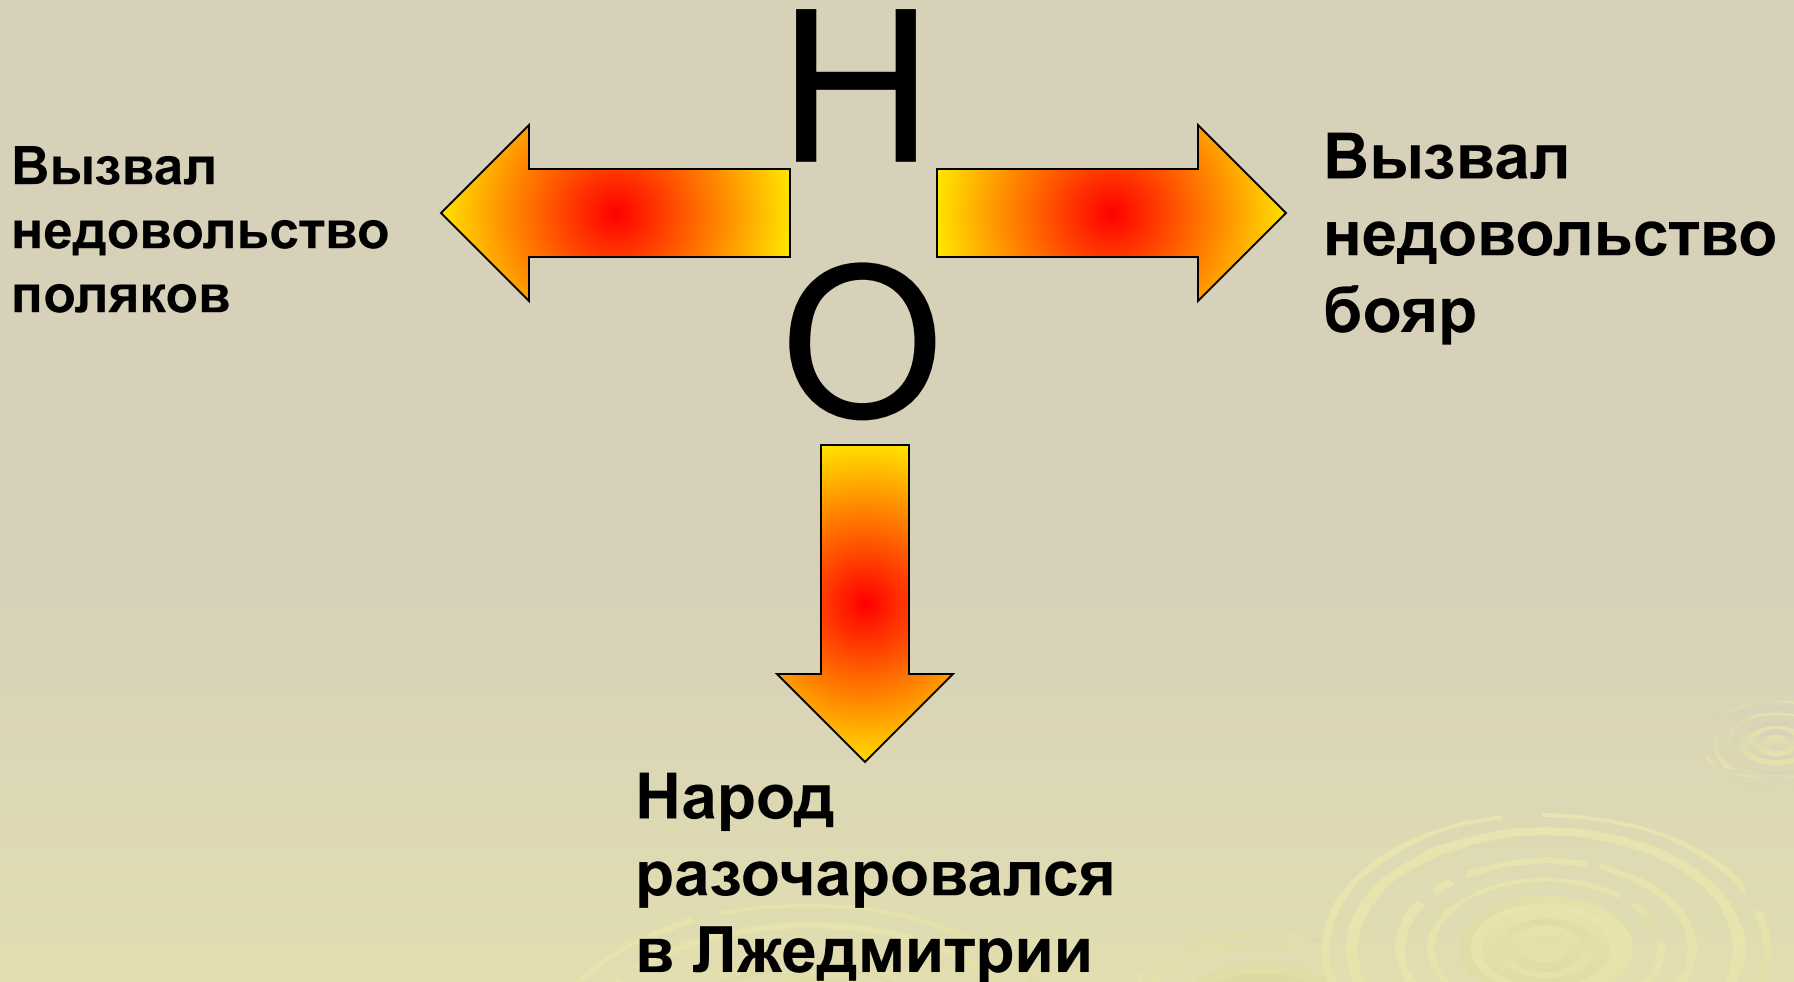 Н
О
Вызвал
недовольство
поляков
Вызвал
недовольство
бояр
Народ
разочаровался
в Лжедмитрии